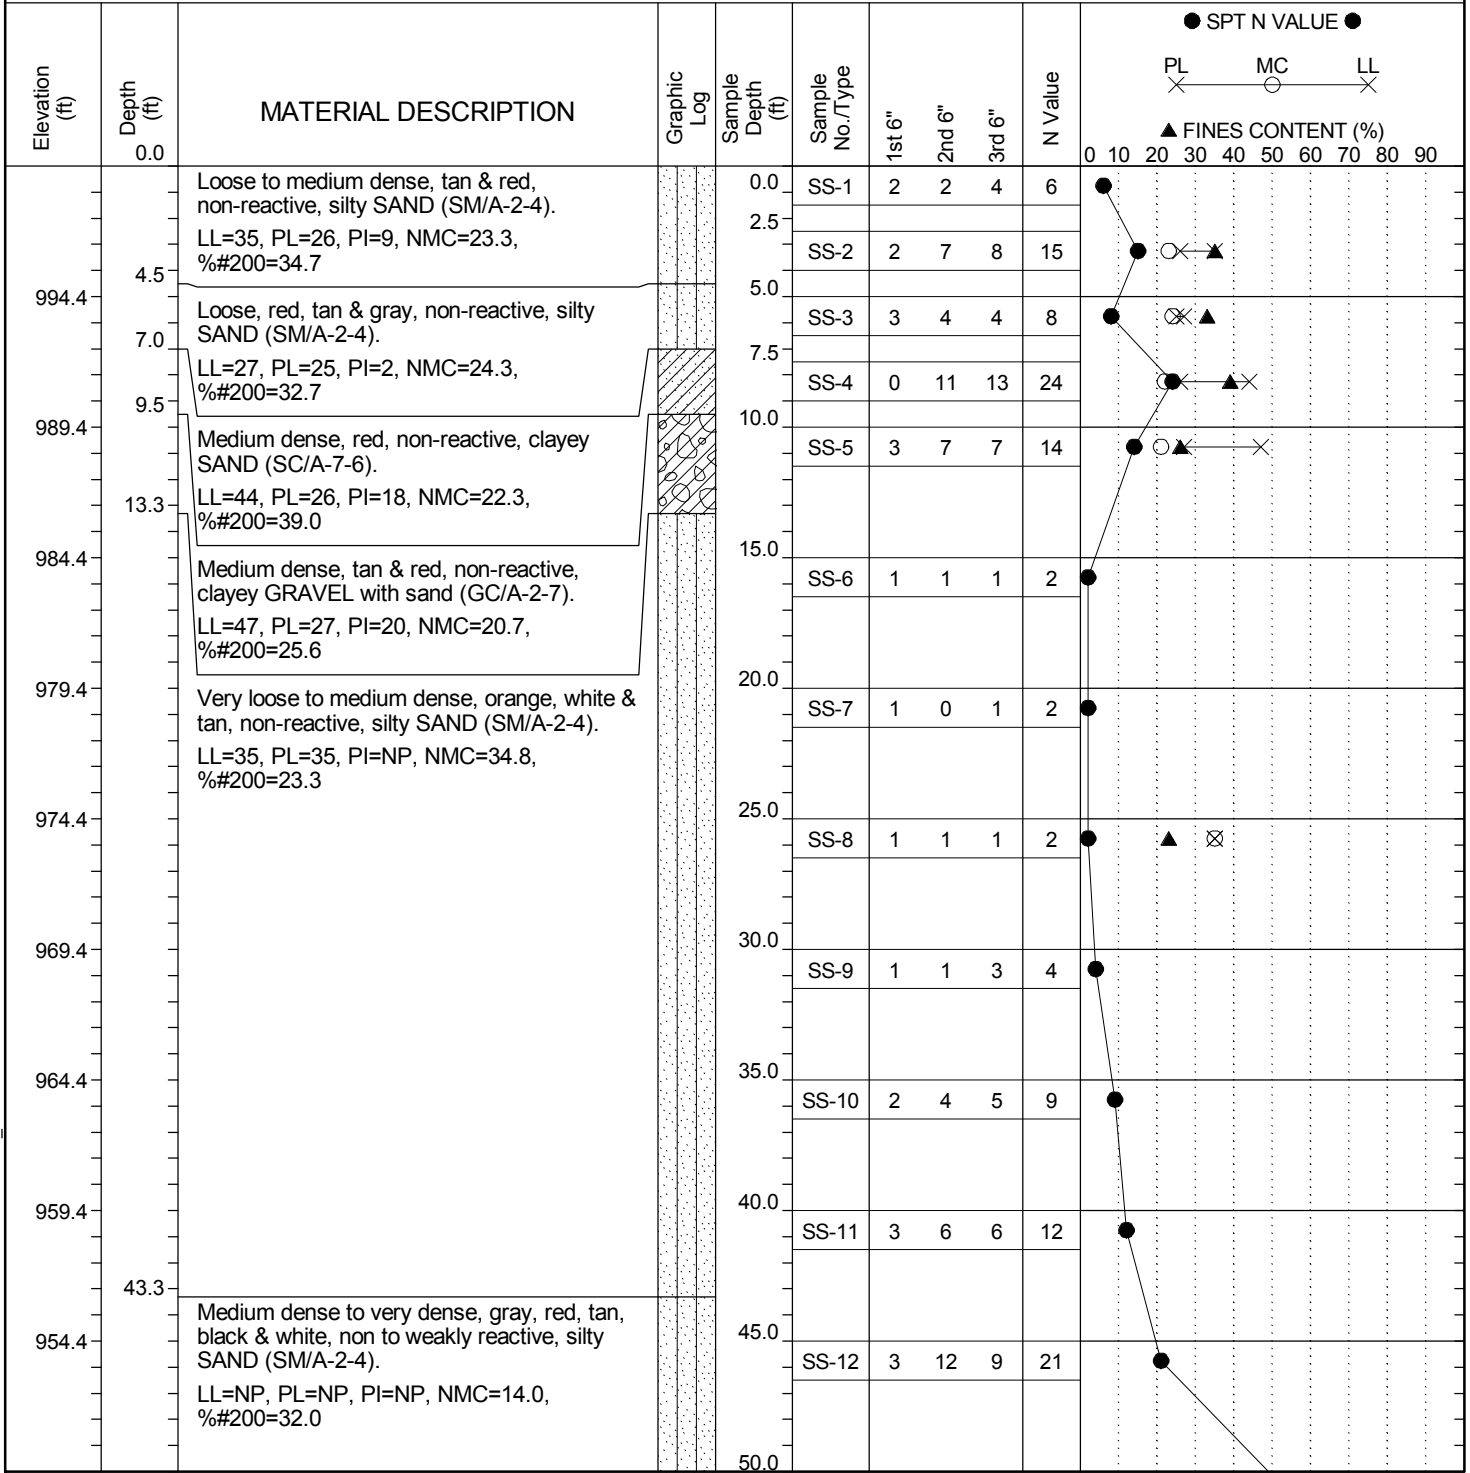 ● SPT N VALUE ●
PL MC LL
▲ FINES CONTENT (%)
0 10 20 30 40 50 60 70 80 90
Elevation (ft)
Depth (ft)
0.0
MATERIAL DESCRIPTION
Graphic Log
Sample Depth (ft)
Sample No./Type
1st 6"
2nd 6"
3rd 6"
N Value
Loose to medium dense, tan & red,
non-reactive, silty SAND (SM/A-2-4).
LL=35, PL=26, PI=9, NMC=23.3,
%#200=34.7
4.5
994.4
Loose, red, tan & gray, non-reactive, silty
SAND (SM/A-2-4).
7.0
LL=27, PL=25, PI=2, NMC=24.3,
%#200=32.7
9.5
989.4
Medium dense, red, non-reactive, clayey
SAND (SC/A-7-6).
LL=44, PL=26, PI=18, NMC=22.3,
%#200=39.0
13.3
984.4
Medium dense, tan & red, non-reactive,
clayey GRAVEL with sand (GC/A-2-7).
LL=47, PL=27, PI=20, NMC=20.7,
%#200=25.6
979.4
Very loose to medium dense, orange, white &
tan, non-reactive, silty SAND (SM/A-2-4).
LL=35, PL=35, PI=NP, NMC=34.8,
%#200=23.3
974.4
969.4
964.4
959.4
43.3
Medium dense to very dense, gray, red, tan,
black & white, non to weakly reactive, silty
SAND (SM/A-2-4).
954.4
LL=NP, PL=NP, PI=NP, NMC=14.0,
%#200=32.0
0.0 SS-1 2 2 4 6
2.5
SS-2 2 7 8 15
5.0
SS-3 3 4 4 8
7.5
SS-4 0 11 13 24
10.0
SS-5 3 7 7 14
15.0
SS-6 1 1 1 2
20.0
SS-7 1 0 1 2
25.0
SS-8 1 1 1 2
30.0
SS-9 1 1 3 4
35.0
SS-10 2 4 5 9
40.0
SS-11 3 6 6 12
45.0
SS-12 3 12 9 21
50.0